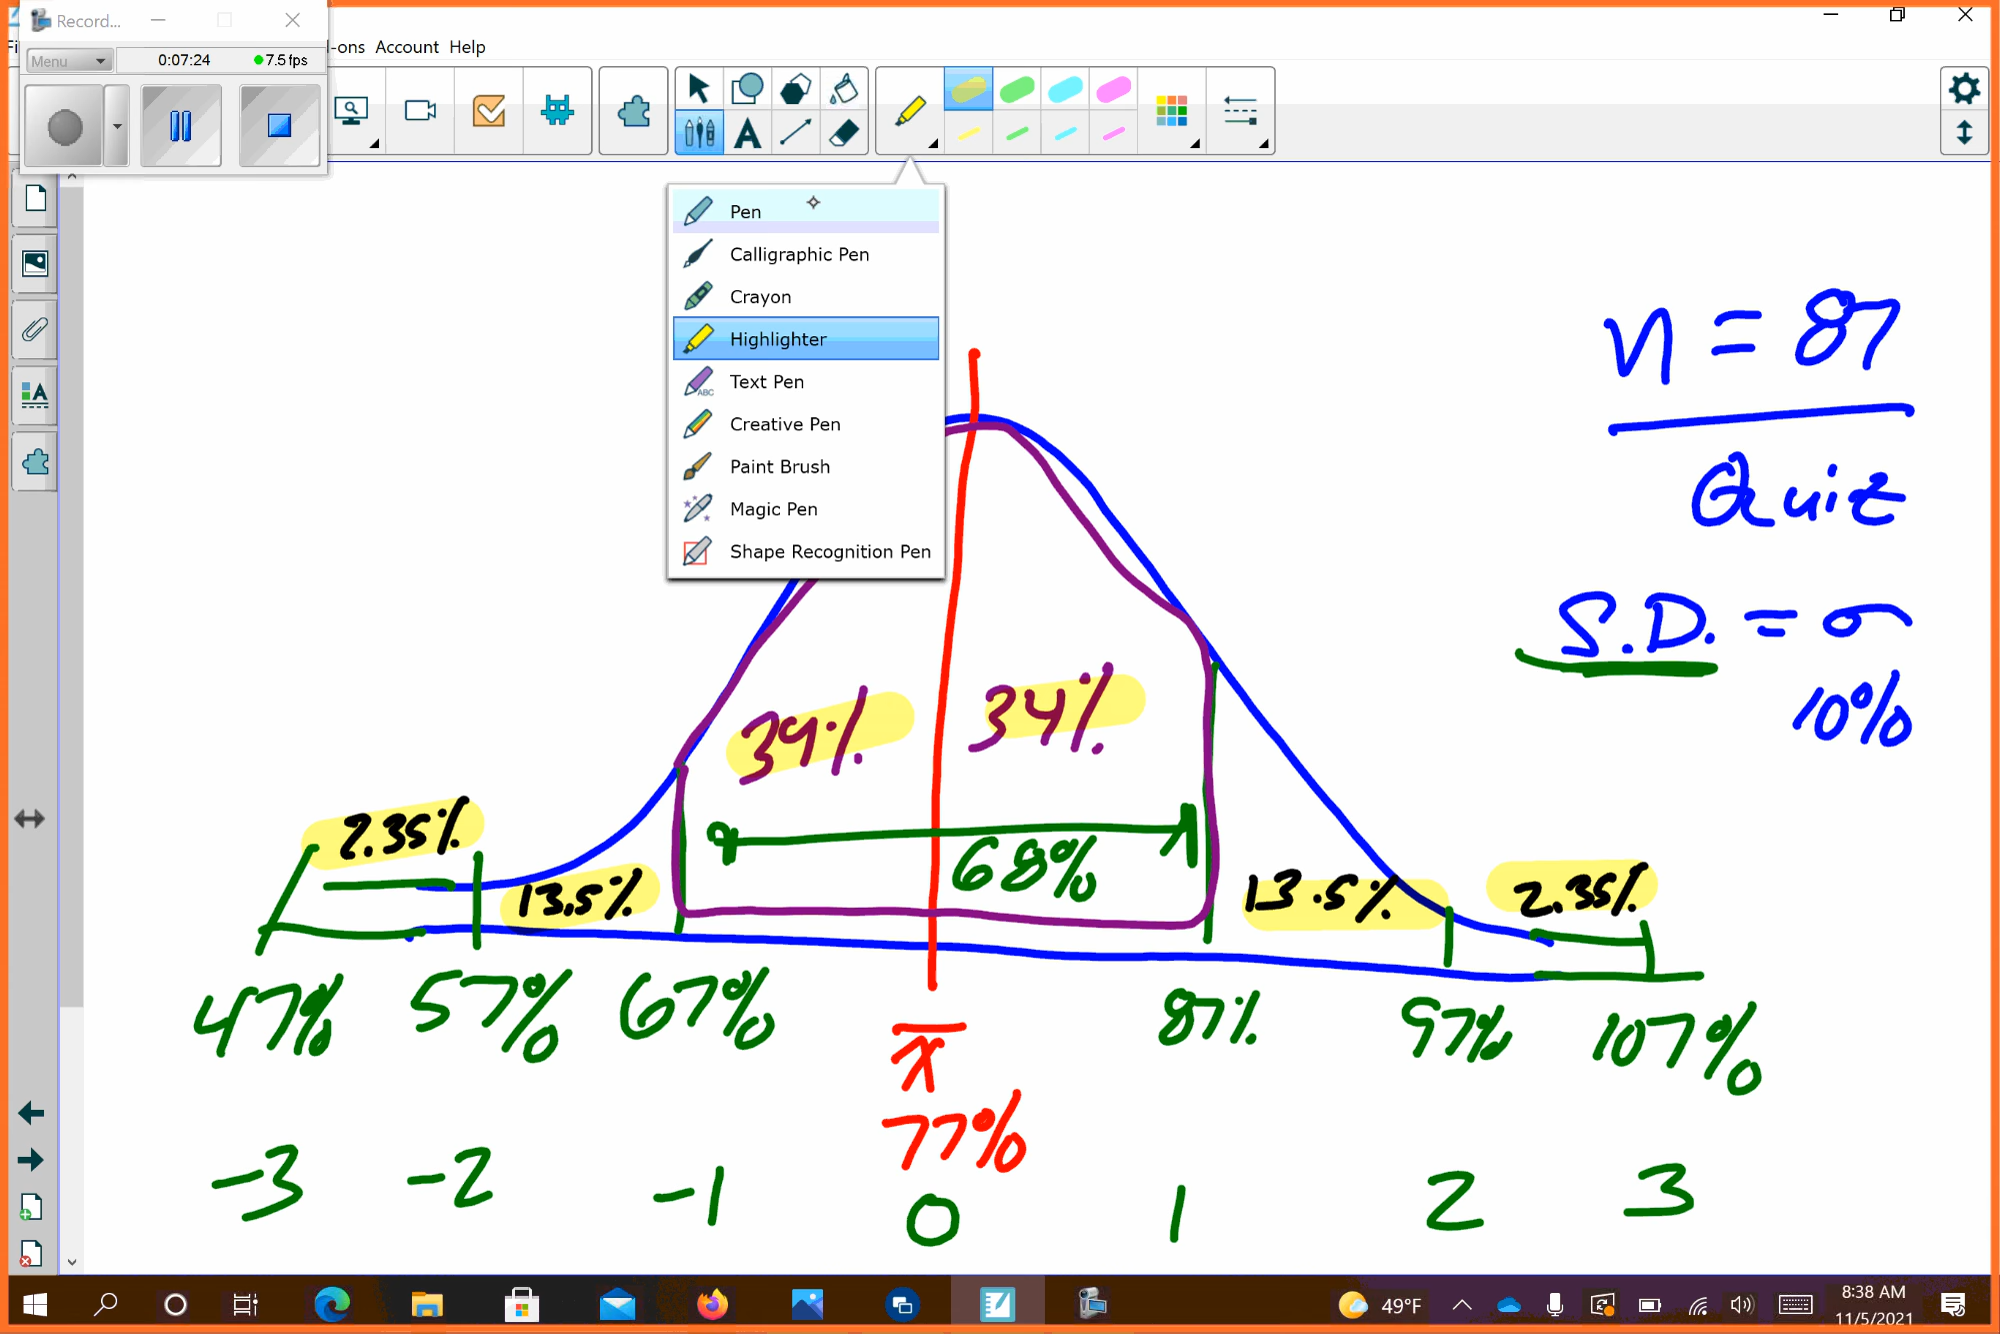 Record...
Menu
0:07:24
7.5 fps
Fi
l-ons Account Help
Pen
Calligraphic Pen
Crayon
Highlighter
Text Pen
ABC
Creative Pen
Paint Brush
Magic Pen
Shape Recognition Pen
n = 87
Quiz
S.D. = σ
10%
34% 34%
2.35% 68% 13.5% 2.35%
13.5%
47% 57% 67% x̄ 87% 97% 107%
77%
-3 -2 -1 0 1 2 3
49°F
8:38 AM
11/5/2021